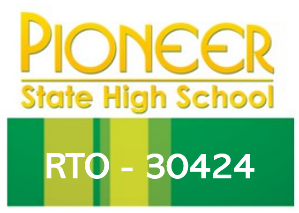 PIONEER
State High School
RTO - 30424